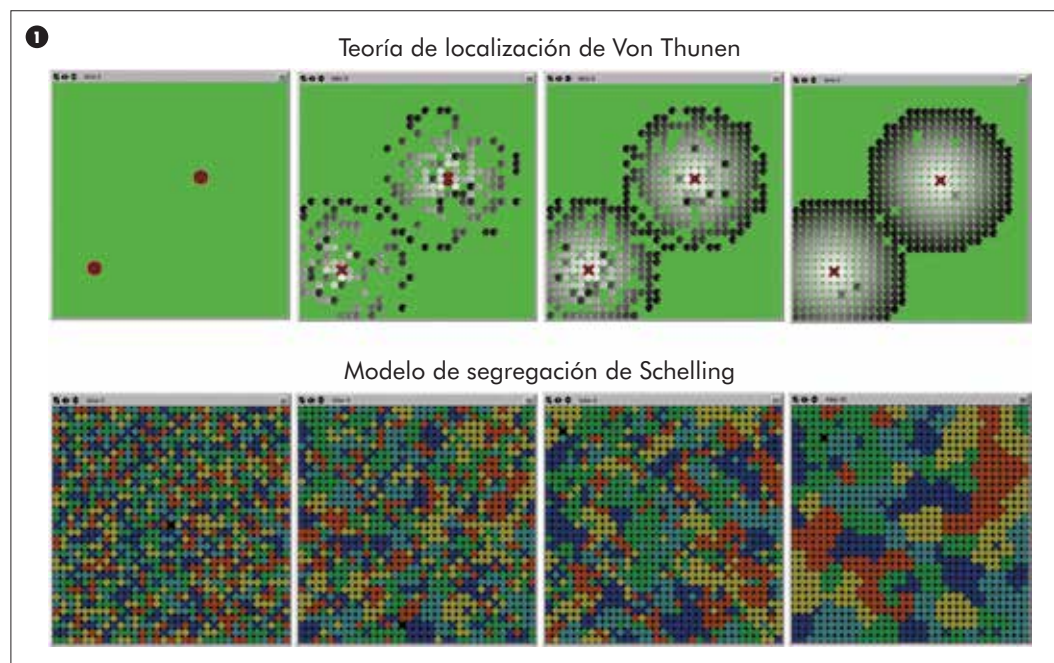 1
Teoría de localización de Von Thunen
Modelo de segregación de Schelling